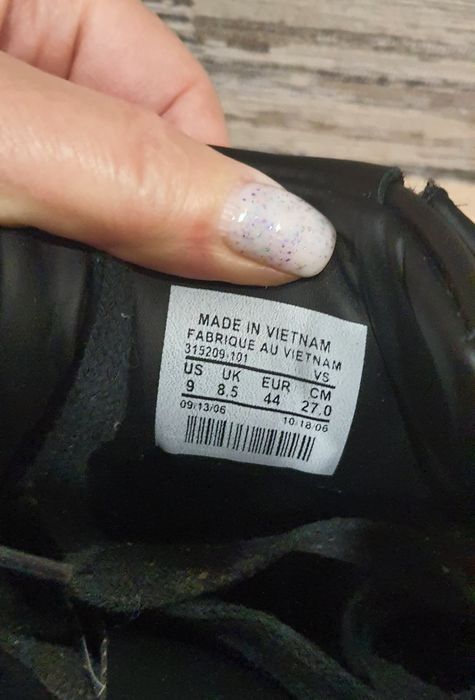 MADE IN VIETNAM
FABRIQUE AU VIETNAM
315209-101 VS
US UK EUR CM
9 8.5 44 27.0
09/13/06 10/18/06